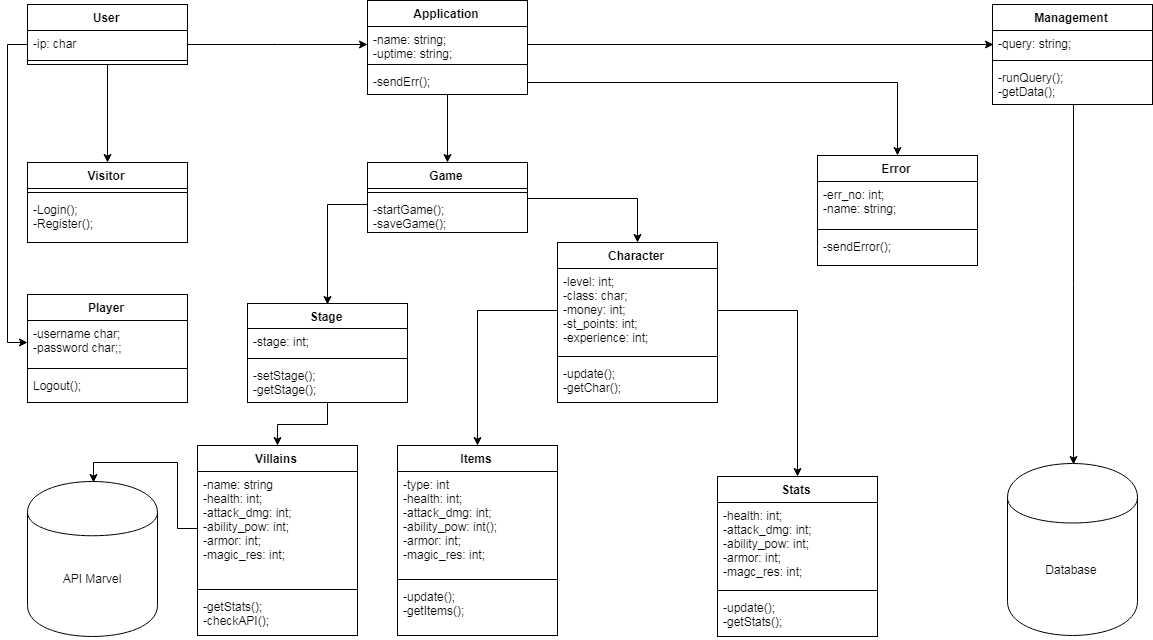 User
-ip: char
Application
-name: string;
-uptime: string;
-sendErr();
Management
-query: string;
-runQuery();
-getData();
Visitor
-Login();
-Register();
Game
-startGame();
-saveGame();
Error
-err_no: int;
-name: string;
-sendError();
Character
-level: int;
-class: char;
-money: int;
-st_points: int;
-experience: int;
-update();
-getChar();
Player
-username char;
-password char;;
Logout();
Stage
-stage: int;
-setStage();
-getStage();
Villains
-name: string
-health: int;
-attack_dmg: int;
-ability_pow: int;
-armor: int;
-magic_res: int;
-getStats();
-checkAPI();
Items
-type: int
-health: int;
-attack_dmg: int;
-ability_pow: int();
-armor: int;
-magic_res: int;
-update();
-getItems();
Stats
-health: int;
-attack_dmg: int;
-ability_pow: int;
-armor: int;
-magc_res: int;
-update();
-getStats();
API Marvel
Database